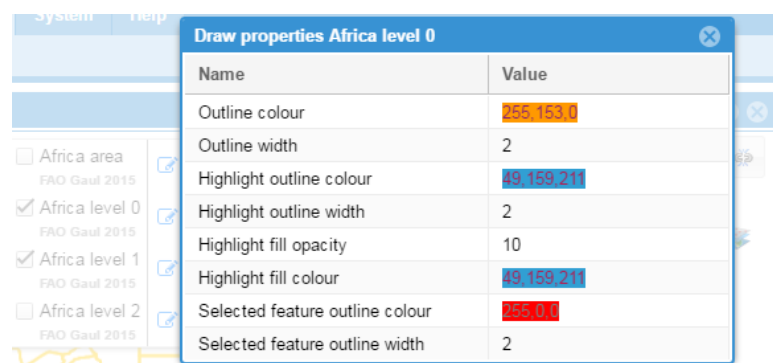 System Help
Draw properties Africa level 0
Name Value
Outline colour 255,153,0
Outline width 2
Highlight outline colour 49,159,211
Highlight outline width 2
Highlight fill opacity 10
Highlight fill colour 49,159,211
Selected feature outline colour 255,0,0
Selected feature outline width 2
Africa area
FAO Gaul 2015
Africa level 0
FAO Gaul 2015
Africa level 1
FAO Gaul 2015
Africa level 2
FAO Gaul 2015